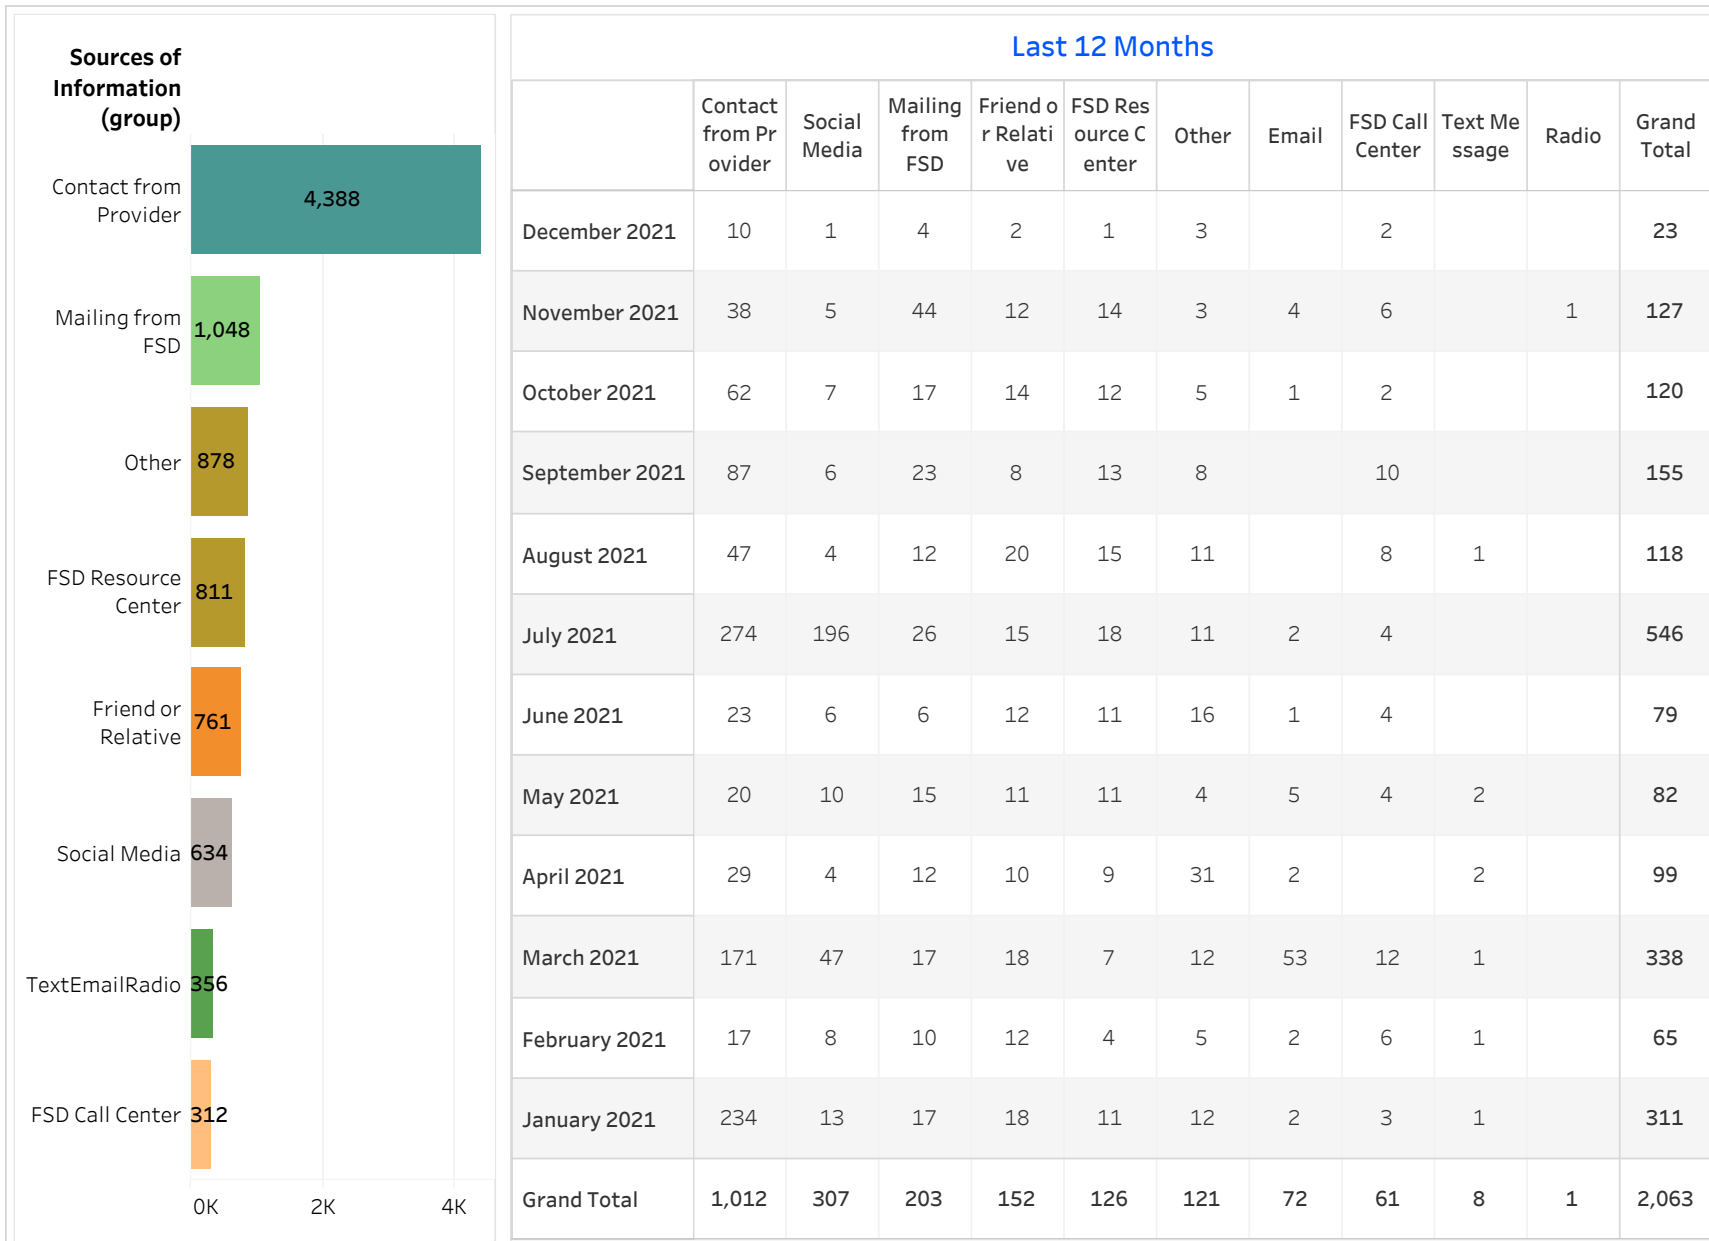 Sources of
Information
(group)
Contact from
Provider
4,388
Mailing from
FSD
1,048
Other
878
FSD Resource
Center
811
Friend or
Relative
761
Social Media
634
TextEmailRadio
356
FSD Call Center
312
0K 2K 4K
Last 12 Months
Contact
from Pr
ovider
Social
Media
Mailing
from
FSD
Friend o
r Relati
ve
FSD Res
ource C
enter
Other
Email
FSD Call
Center
Text Me
ssage
Radio
Grand
Total
December 2021 10 1 4 2 1 3 2 23
November 2021 38 5 44 12 14 3 4 6 1 127
October 2021 62 7 17 14 12 5 1 2 120
September 2021 87 6 23 8 13 8 10 155
August 2021 47 4 12 20 15 11 8 1 118
July 2021 274 196 26 15 18 11 2 4 546
June 2021 23 6 6 12 11 16 1 4 79
May 2021 20 10 15 11 11 4 5 4 2 82
April 2021 29 4 12 10 9 31 2 2 99
March 2021 171 47 17 18 7 12 53 12 1 338
February 2021 17 8 10 12 4 5 2 6 1 65
January 2021 234 13 17 18 11 12 2 3 1 311
Grand Total 1,012 307 203 152 126 121 72 61 8 1 2,063